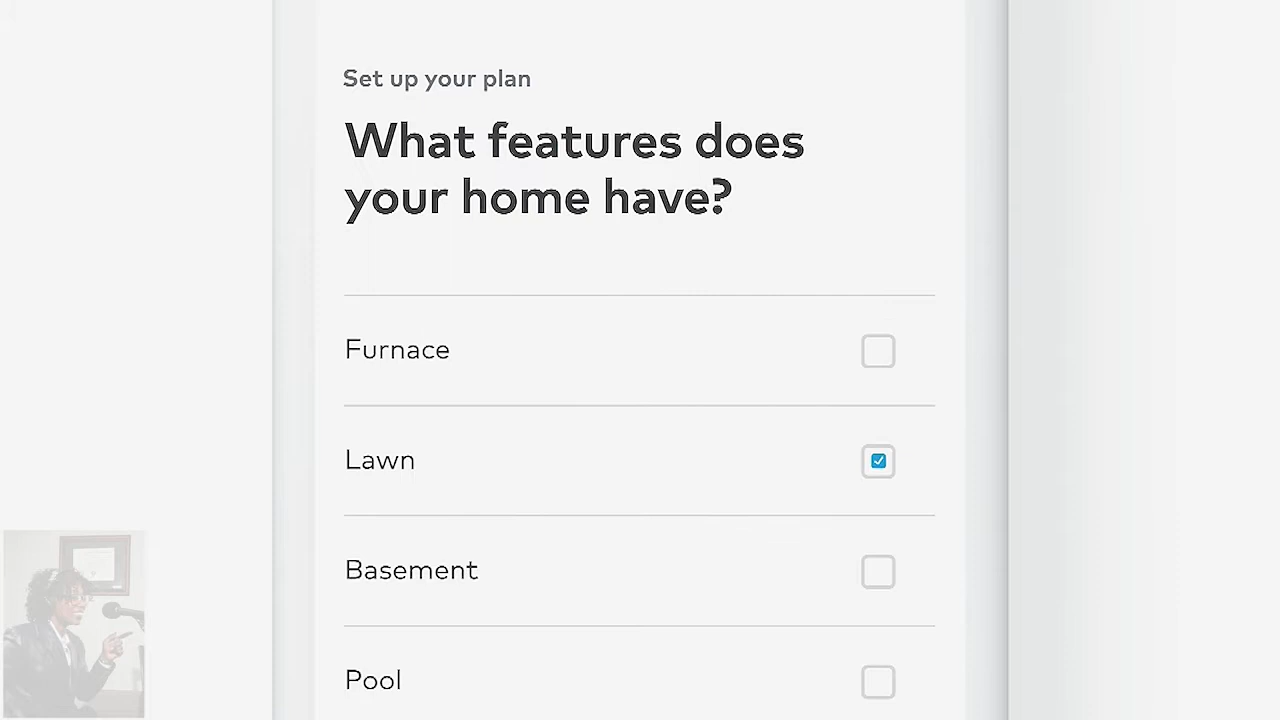 Set up your plan
What features does
your home have?
Furnace
Lawn
Basement
Pool